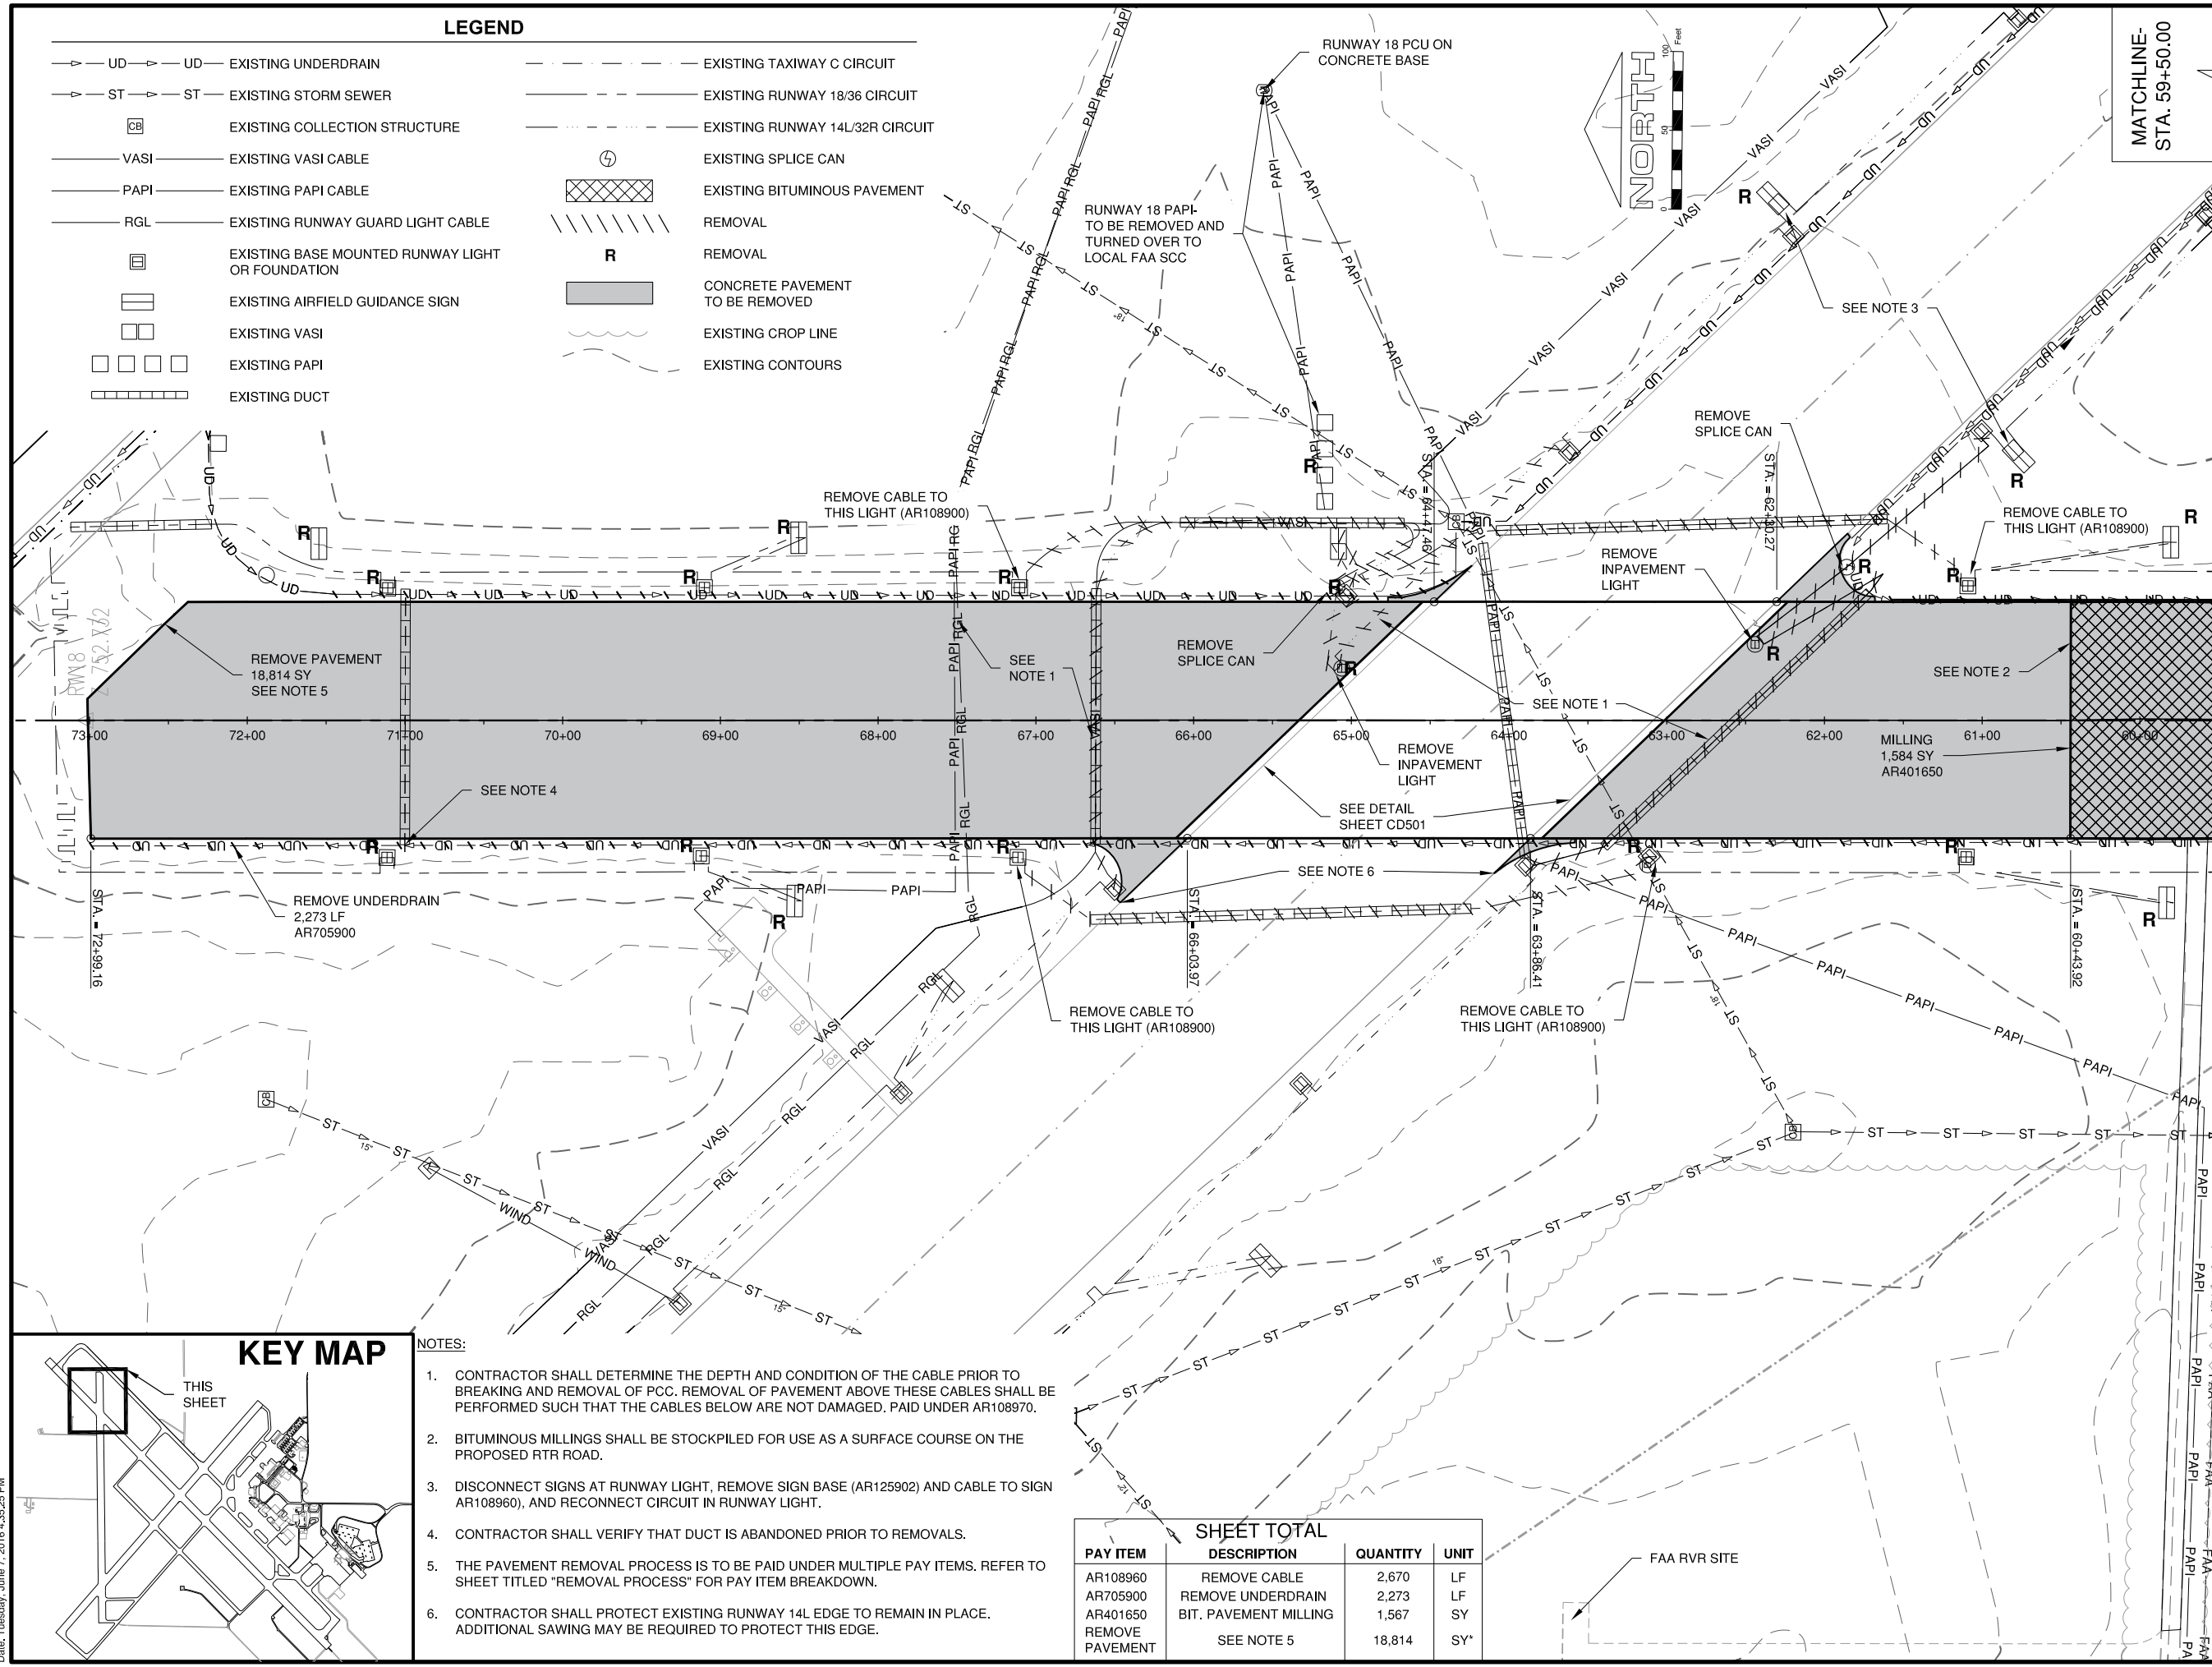 LEGEND
UD UD EXISTING UNDERDRAIN
ST ST EXISTING STORM SEWER
CB EXISTING COLLECTION STRUCTURE
VASI EXISTING VASI CABLE
PAPI EXISTING PAPI CABLE
RGL EXISTING RUNWAY GUARD LIGHT CABLE
EXISTING BASE MOUNTED RUNWAY LIGHT
OR FOUNDATION
EXISTING AIRFIELD GUIDANCE SIGN
EXISTING VASI
EXISTING PAPI
EXISTING DUCT
EXISTING TAXIWAY C CIRCUIT
EXISTING RUNWAY 18/36 CIRCUIT
EXISTING RUNWAY 14L/32R CIRCUIT
EXISTING SPLICE CAN
EXISTING BITUMINOUS PAVEMENT
REMOVAL
R REMOVAL
CONCRETE PAVEMENT
TO BE REMOVED
EXISTING CROP LINE
EXISTING CONTOURS
RUNWAY 18 PCU ON
CONCRETE BASE
NORTH
0 50 100 Feet
MATCHLINE-
STA. 59+50.00
RUNWAY 18 PAPI-
TO BE REMOVED AND
TURNED OVER TO
LOCAL FAA SCC
SEE NOTE 3
REMOVE
SPLICE CAN
REMOVE CABLE TO
THIS LIGHT (AR108900)
STA. = 64+47.46
STA. = 62+30.27
REMOVE CABLE TO
THIS LIGHT (AR108900)
REMOVE
INPAVEMENT
LIGHT
RW18
REMOVE PAVEMENT
18,814 SY
SEE NOTE 5
SEE
NOTE 1
REMOVE
SPLICE CAN
SEE NOTE 2
SEE NOTE 1
73+00
72+00
71+00
70+00
69+00
68+00
67+00
66+00
65+00
64+00
63+00
62+00
61+00
60+00
MILLING
1,584 SY
AR401650
REMOVE
INPAVEMENT
LIGHT
SEE NOTE 4
SEE DETAIL
SHEET CD501
SEE NOTE 6
REMOVE UNDERDRAIN
2,273 LF
AR705900
STA. = 72+99.16
STA. = 66+03.97
STA. = 63+86.41
STA. = 60+43.92
REMOVE CABLE TO
THIS LIGHT (AR108900)
REMOVE CABLE TO
THIS LIGHT (AR108900)
CB
ST 15" ST
WIND
18"
12"
KEY MAP
THIS
SHEET
NOTES:
1. CONTRACTOR SHALL DETERMINE THE DEPTH AND CONDITION OF THE CABLE PRIOR TO
BREAKING AND REMOVAL OF PCC. REMOVAL OF PAVEMENT ABOVE THESE CABLES SHALL BE
PERFORMED SUCH THAT THE CABLES BELOW ARE NOT DAMAGED. PAID UNDER AR108970.
2. BITUMINOUS MILLINGS SHALL BE STOCKPILED FOR USE AS A SURFACE COURSE ON THE
PROPOSED RTR ROAD.
3. DISCONNECT SIGNS AT RUNWAY LIGHT, REMOVE SIGN BASE (AR125902) AND CABLE TO SIGN
AR108960), AND RECONNECT CIRCUIT IN RUNWAY LIGHT.
4. CONTRACTOR SHALL VERIFY THAT DUCT IS ABANDONED PRIOR TO REMOVALS.
5. THE PAVEMENT REMOVAL PROCESS IS TO BE PAID UNDER MULTIPLE PAY ITEMS. REFER TO
SHEET TITLED "REMOVAL PROCESS" FOR PAY ITEM BREAKDOWN.
6. CONTRACTOR SHALL PROTECT EXISTING RUNWAY 14L EDGE TO REMAIN IN PLACE.
ADDITIONAL SAWING MAY BE REQUIRED TO PROTECT THIS EDGE.
SHEET TOTAL
PAY ITEM DESCRIPTION QUANTITY UNIT
AR108960 REMOVE CABLE 2,670 LF
AR705900 REMOVE UNDERDRAIN 2,273 LF
AR401650 BIT. PAVEMENT MILLING 1,567 SY
REMOVE
PAVEMENT SEE NOTE 5 18,814 SY*
FAA RVR SITE